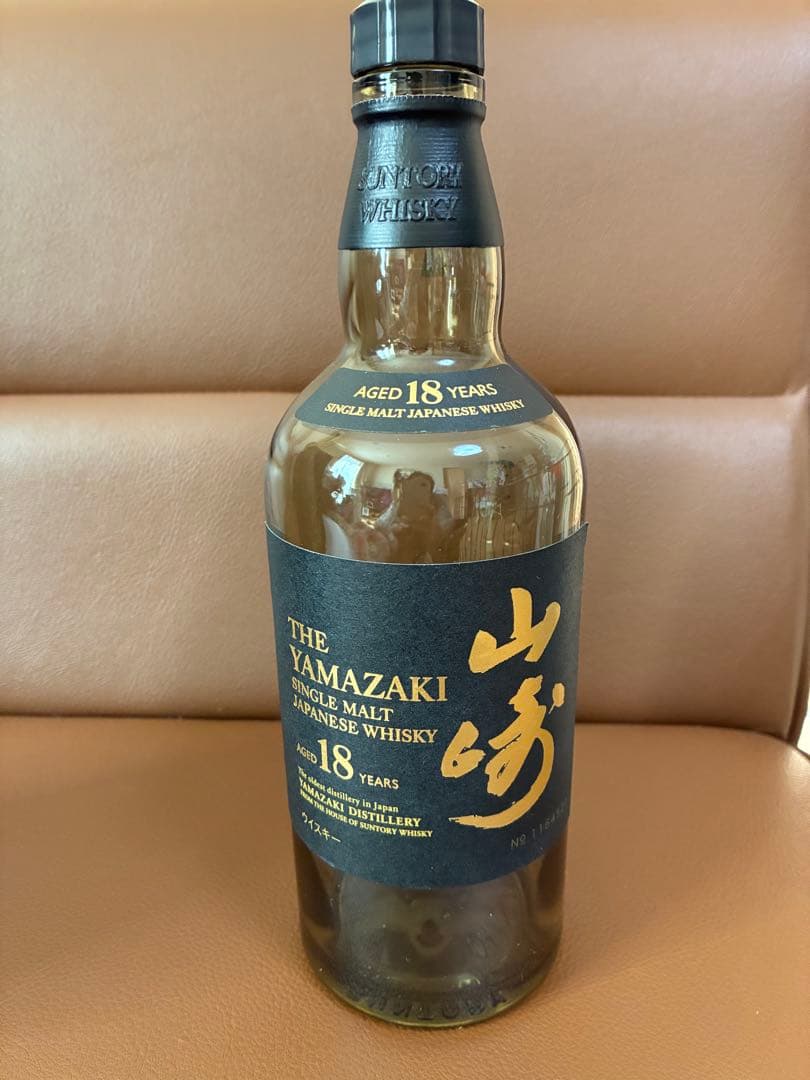 SUNTORY
WHISKY
AGED 18 YEARS
SINGLE MALT JAPANESE WHISKY
THE
YAMAZAKI
SINGLE MALT
JAPANESE WHISKY
AGED 18 YEARS
The oldest distillery in Japan
YAMAZAKI DISTILLERY
FROM THE HOUSE OF SUNTORY WHISKY
ウイスキー
山崎
No.
SUNTORY